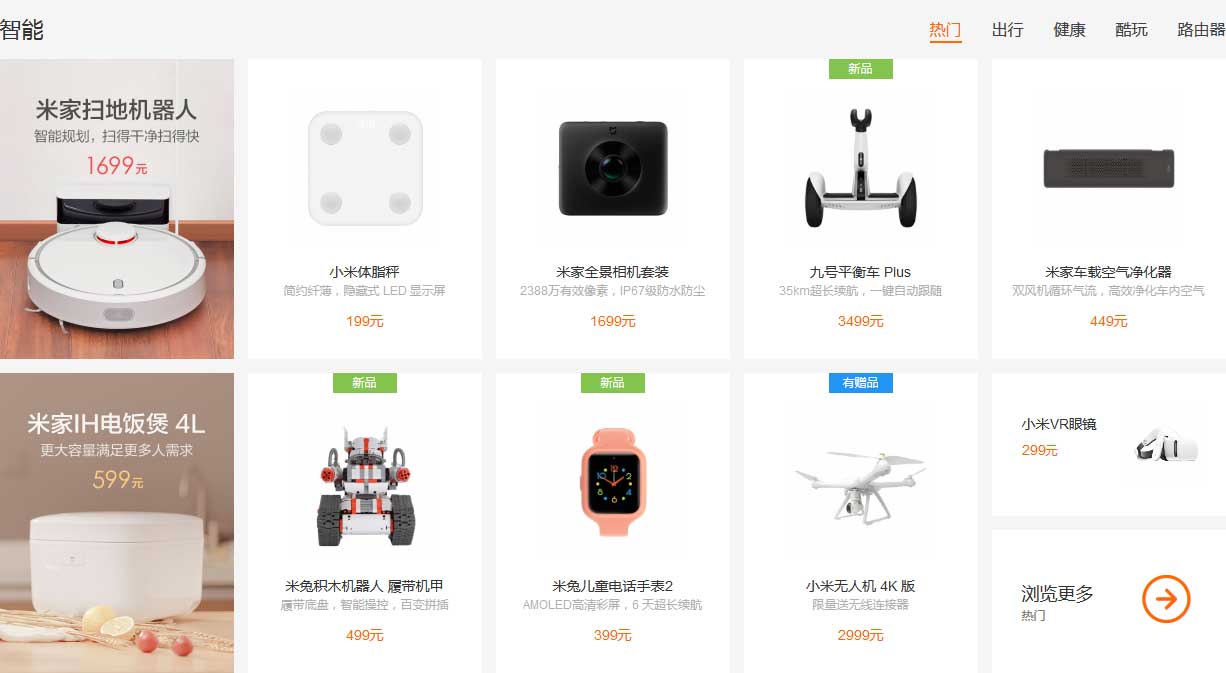 智能
热门 出行 健康 酷玩 路由器
米家扫地机器人
智能规划，扫得干净扫得快
1699元
小米体脂秤
简约纤薄，隐藏式 LED 显示屏
199元
米家全景相机套装
2388万有效像素，IP67级防水防尘
1699元
新品
九号平衡车 Plus
35km超长续航，一键自动跟随
3499元
米家车载空气净化器
双风机循环气流，高效净化车内空气
449元
米家IH电饭煲 4L
更大容量满足更多人需求
599元
新品
米兔积木机器人 履带机甲
履带底盘，智能操控，百变拼插
499元
新品
米兔儿童电话手表2
AMOLED高清彩屏，6 天超长续航
399元
有赠品
小米无人机 4K 版
限量送无线连接器
2999元
小米VR眼镜
299元
浏览更多
热门